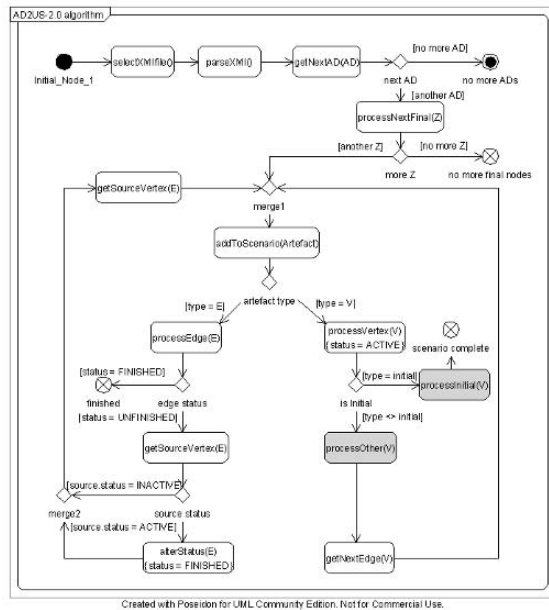 AD2US-2.0 algorithm
Initial_Node_1
selectXMIfile()
parseXMI()
getNextAD(AD)
next AD
[no more AD]
no more ADs
[another AD]
processNextFinal(Z)
[another Z]
[no more Z]
more Z
no more final nodes
getSourceVertex(E)
merge1
addToScenario(Artefact)
artefact type
[type = E]
[type = V]
processEdge(E)
processVertex(V)
{status = ACTIVE}
scenario complete
[status = FINISHED]
[type = initial]
processInitial(V)
finished
edge status
is Initial
[status = UNFINISHED]
[type <> initial]
getSourceVertex(E)
processOther(V)
[source.status = INACTIVE]
merge2
source status
[source.status = ACTIVE]
alterStatus(E)
{status = FINISHED}
getNextEdge(V)
Created with Poseidon for UML Community Edition. Not for Commercial Use.